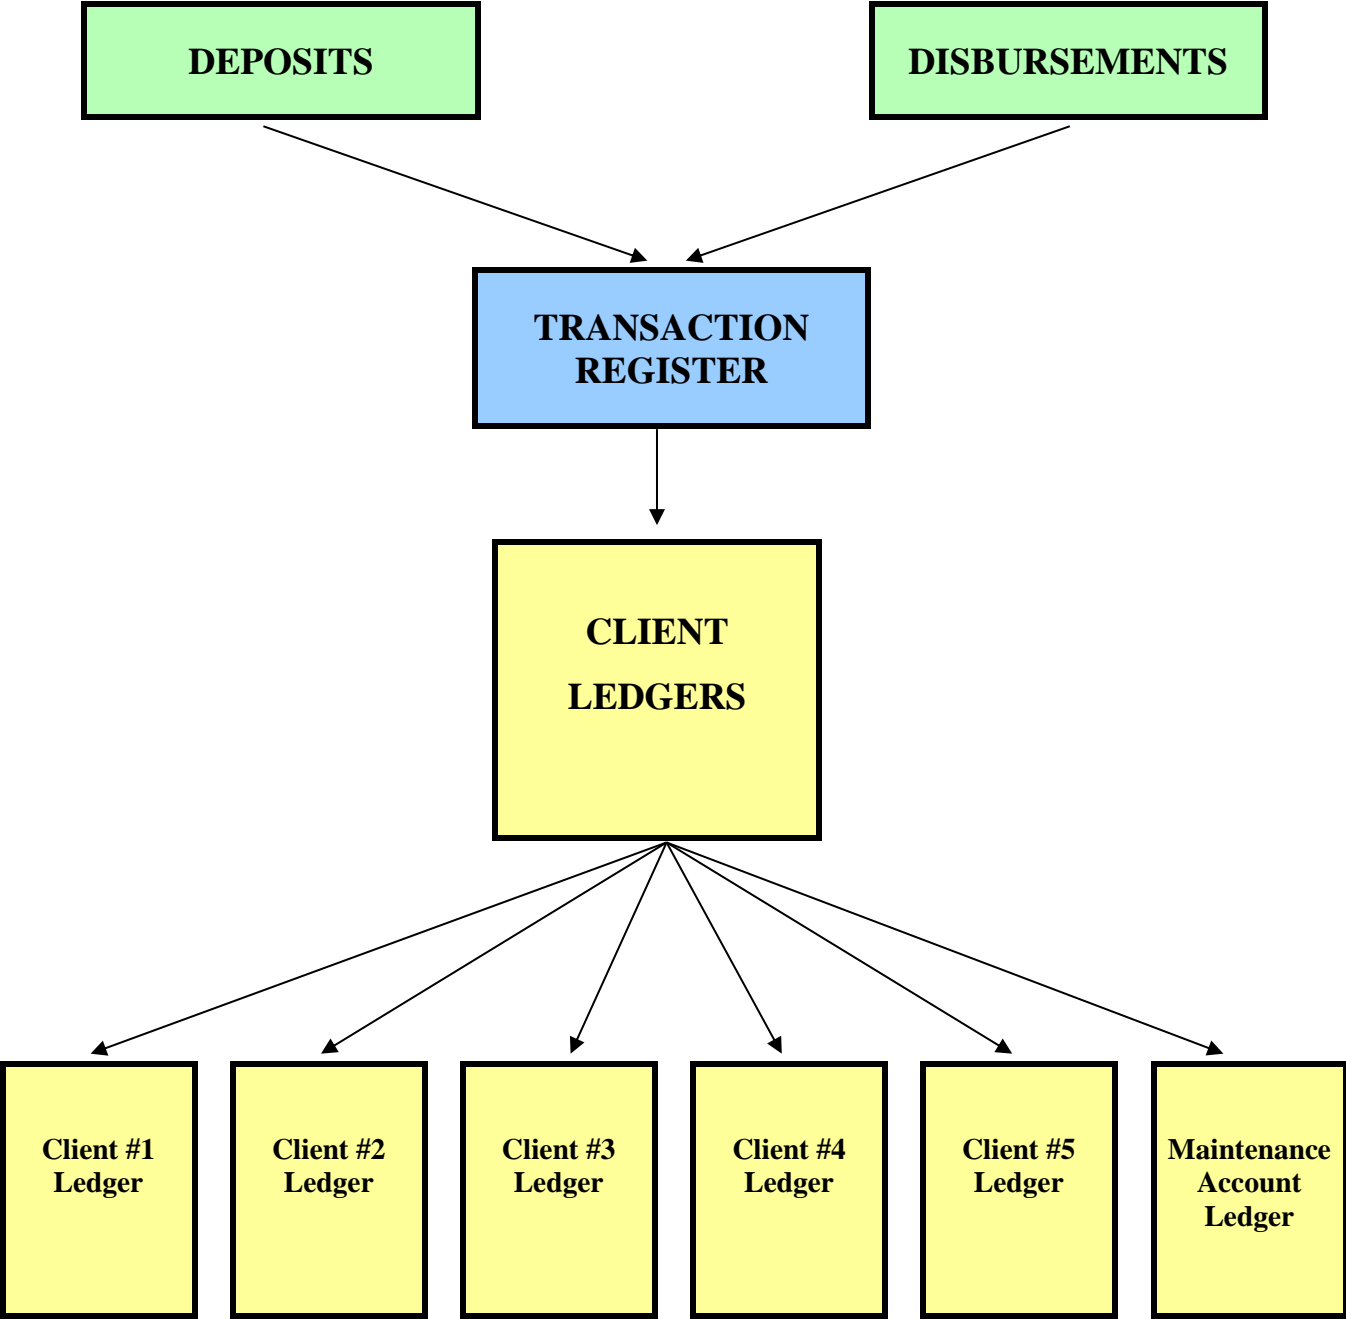 DEPOSITS
DISBURSEMENTS
TRANSACTION
REGISTER
CLIENT
LEDGERS
Client #1
Ledger
Client #2
Ledger
Client #3
Ledger
Client #4
Ledger
Client #5
Ledger
Maintenance
Account
Ledger